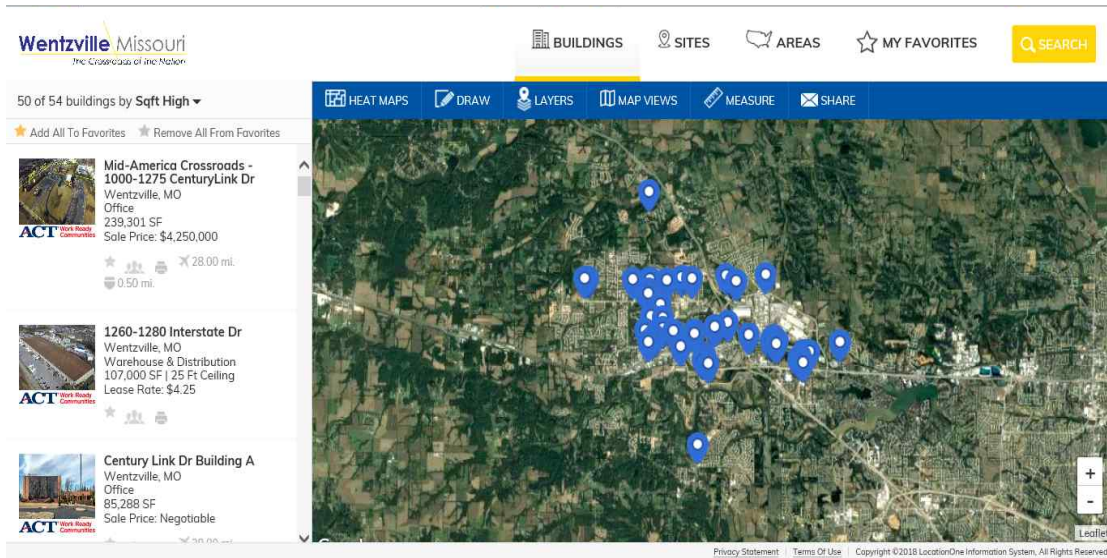 Wentzville Missouri
The Crossroads of the Nation
BUILDINGS
SITES
AREAS
MY FAVORITES
SEARCH
50 of 54 buildings by Sqft High
HEAT MAPS
DRAW
LAYERS
MAP VIEWS
MEASURE
SHARE
Add All To Favorites
Remove All From Favorites
Mid-America Crossroads -
1000-1275 CenturyLink Dr
Wentzville, MO
Office
239,301 SF
Sale Price: $4,250,000
ACT Work Ready
Communities
28.00 mi.
0.50 mi.
1260-1280 Interstate Dr
Wentzville, MO
Warehouse & Distribution
107,000 SF | 25 Ft Ceiling
Lease Rate: $4.25
ACT Work Ready
Communities
Century Link Dr Building A
Wentzville, MO
Office
85,288 SF
Sale Price: Negotiable
ACT Work Ready
Communities
+
-
Leafle
Privacy Statement
Terms Of Use
Copyright ©2018 LocationOne Information System, All Rights Reserve